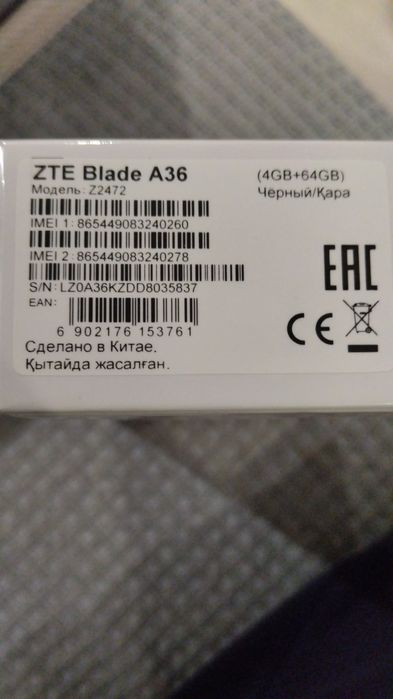 ZTE Blade A36
(4GB+64GB)
Модель: Z2472
Черный/Қара
IMEI 1: 865449083240260
IMEI 2: 865449083240278
S/N: LZ0A36KZDD8035837
EAN:
6 902176 153761
EAC
CE
Сделано в Китае.
Қытайда жасалған.